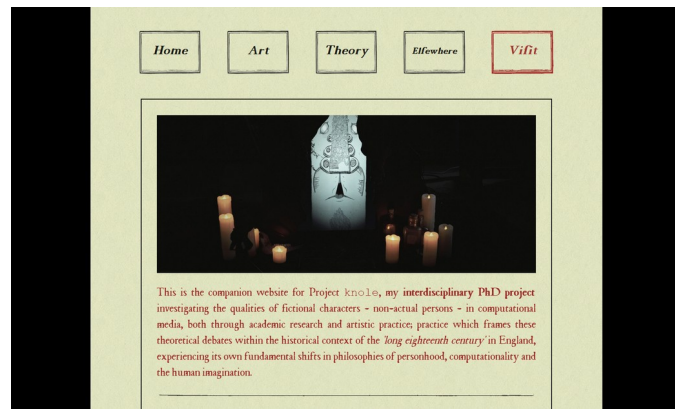 Home Art Theory Elſewhere Viſit
This is the companion website for Project knole, my interdisciplinary PhD project
investigating the qualities of fictional characters - non-actual persons - in computational
media, both through academic research and artistic practice; practice which frames these
theoretical debates within the historical context of the 'long eighteenth century' in England,
experiencing its own fundamental shifts in philosophies of personhood, computationality and
the human imagination.